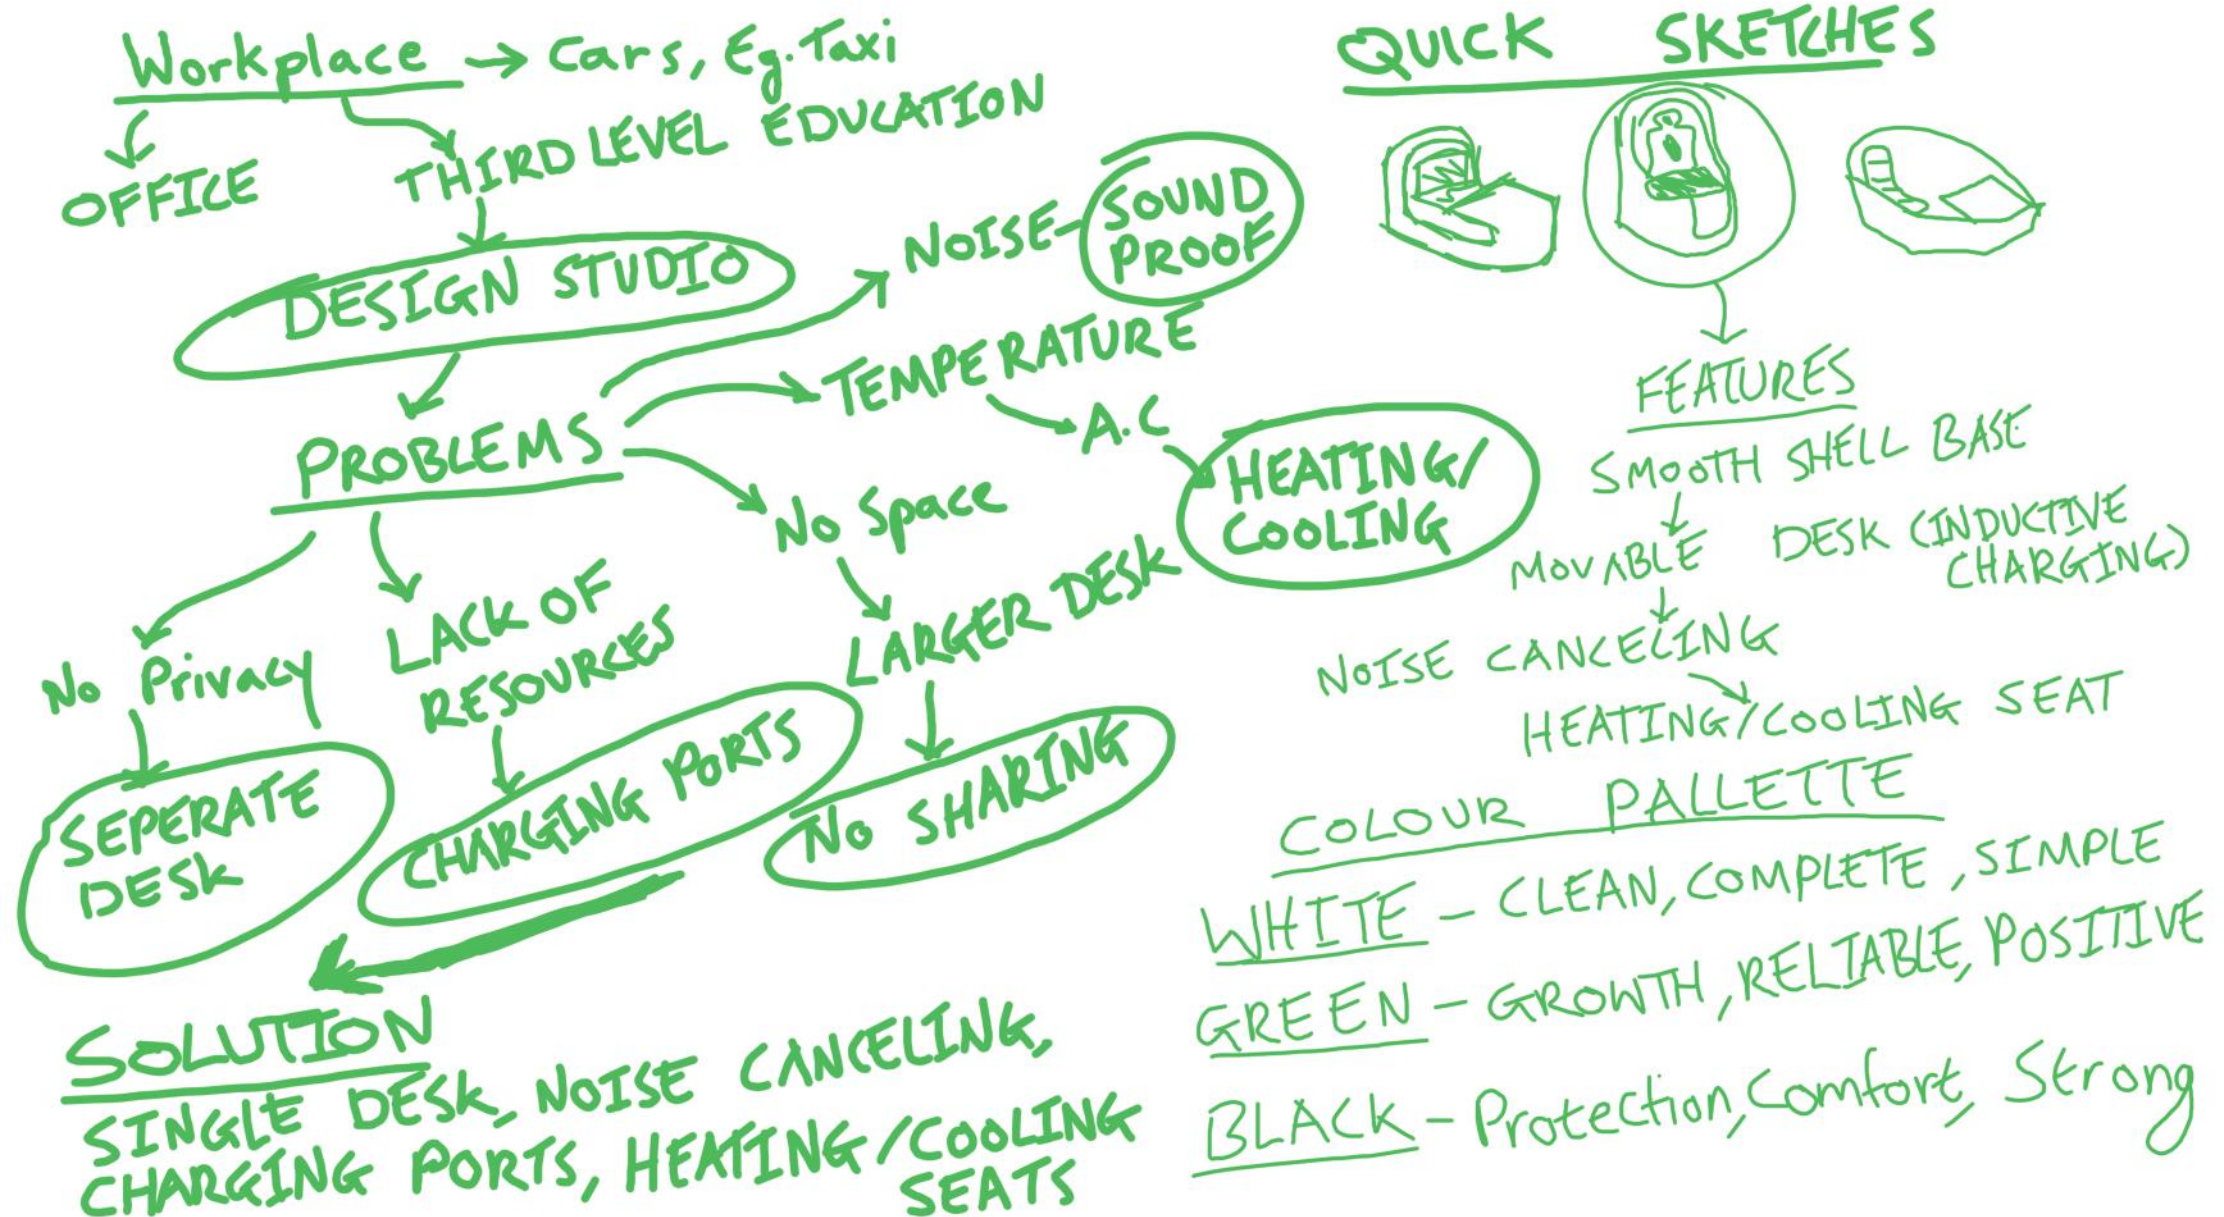 Workplace → Cars, Eg. Taxi
OFFICE
THIRD LEVEL EDUCATION
DESIGN STUDIO
PROBLEMS
NOISE - SOUND
PROOF
TEMPERATURE
A.C
HEATING/
COOLING
No Space
LARGER DESK
NO SHARING
LACK OF
RESOURCES
CHARGING PORTS
No Privacy
SEPERATE
DESK
SOLUTION
SINGLE DESK, NOISE CANCELING,
CHARGING PORTS, HEATING/COOLING
SEATS
QUICK SKETCHES
FEATURES
SMOOTH SHELL BASE
MOVABLE DESK (INDUCTIVE
CHARGING)
NOISE CANCELING
HEATING/COOLING SEAT
COLOUR PALLETTE
WHITE - CLEAN, COMPLETE, SIMPLE
GREEN - GROWTH, RELIABLE, POSITIVE
BLACK - Protection, Comfort, Strong